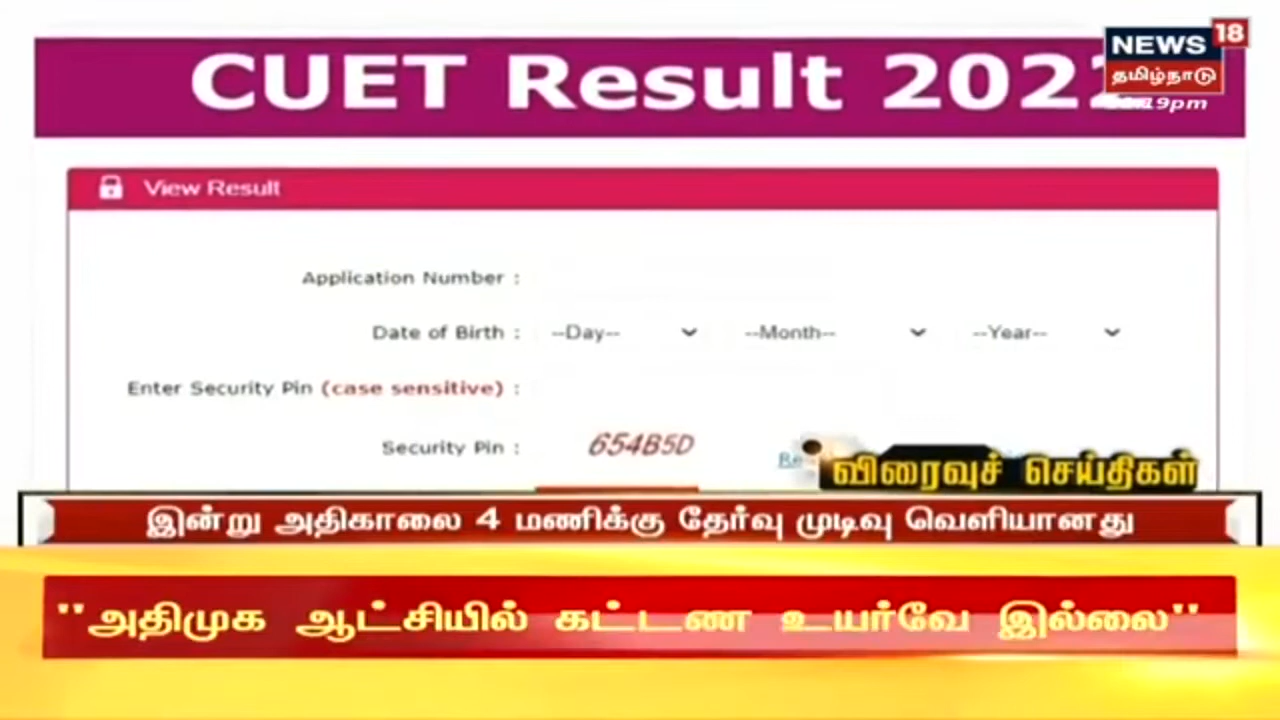 CUET Result 2022
NEWS 18
தமிழ்நாடு
View Result
Application Number :
Date of Birth : --Day-- --Month-- --Year--
Enter Security Pin (case sensitive) :
Security Pin : 654B5D
விரைவுச் செய்திகள்
இன்று அதிகாலை 4 மணிக்கு தேர்வு முடிவு வெளியானது
"அதிமுக ஆட்சியில் கட்டண உயர்வே இல்லை"